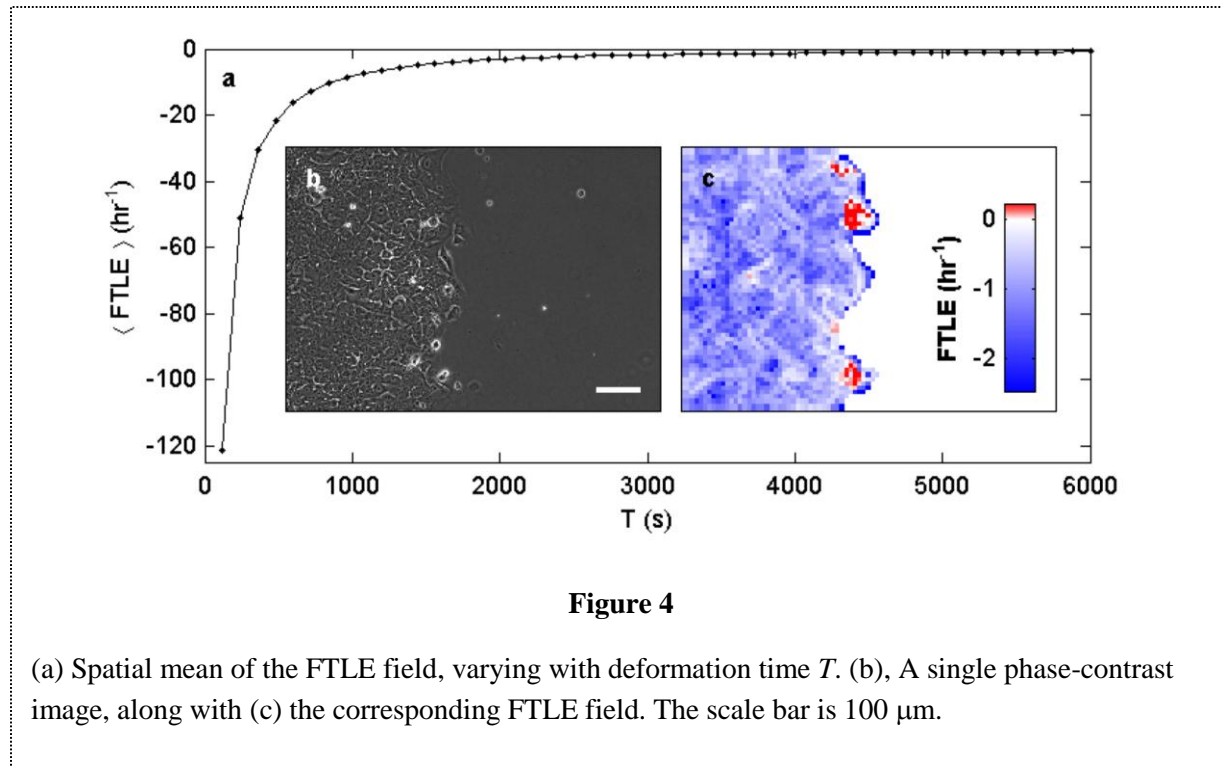 0
-20
-40
-60
-80
-100
-120
⟨ FTLE ⟩ (hr-1)
a
b
c
FTLE (hr-1)
0
-1
-2
0 1000 2000 3000 4000 5000 6000
T (s)
Figure 4
(a) Spatial mean of the FTLE field, varying with deformation time T. (b), A single phase-contrast
image, along with (c) the corresponding FTLE field. The scale bar is 100 μm.